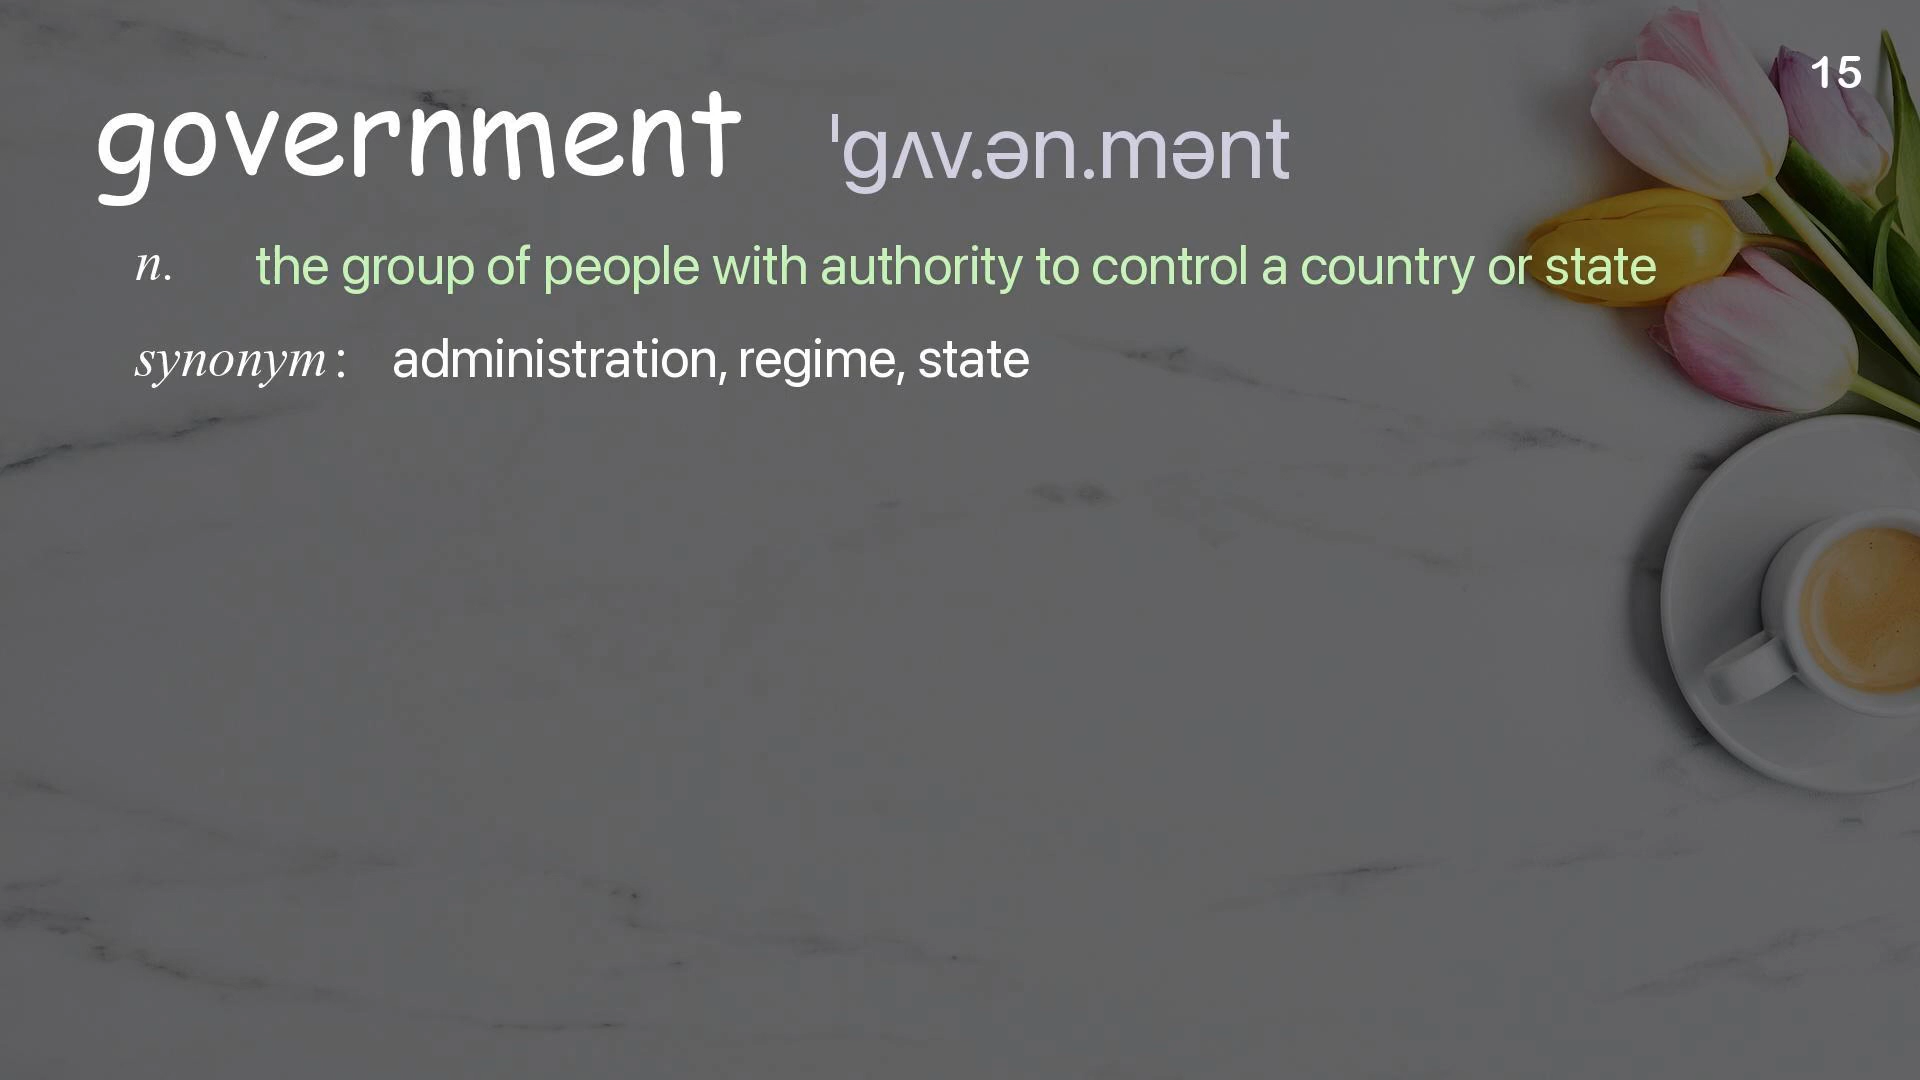 15
government ˈgʌv.ən.mənt
n. the group of people with authority to control a country or state
synonym: administration, regime, state